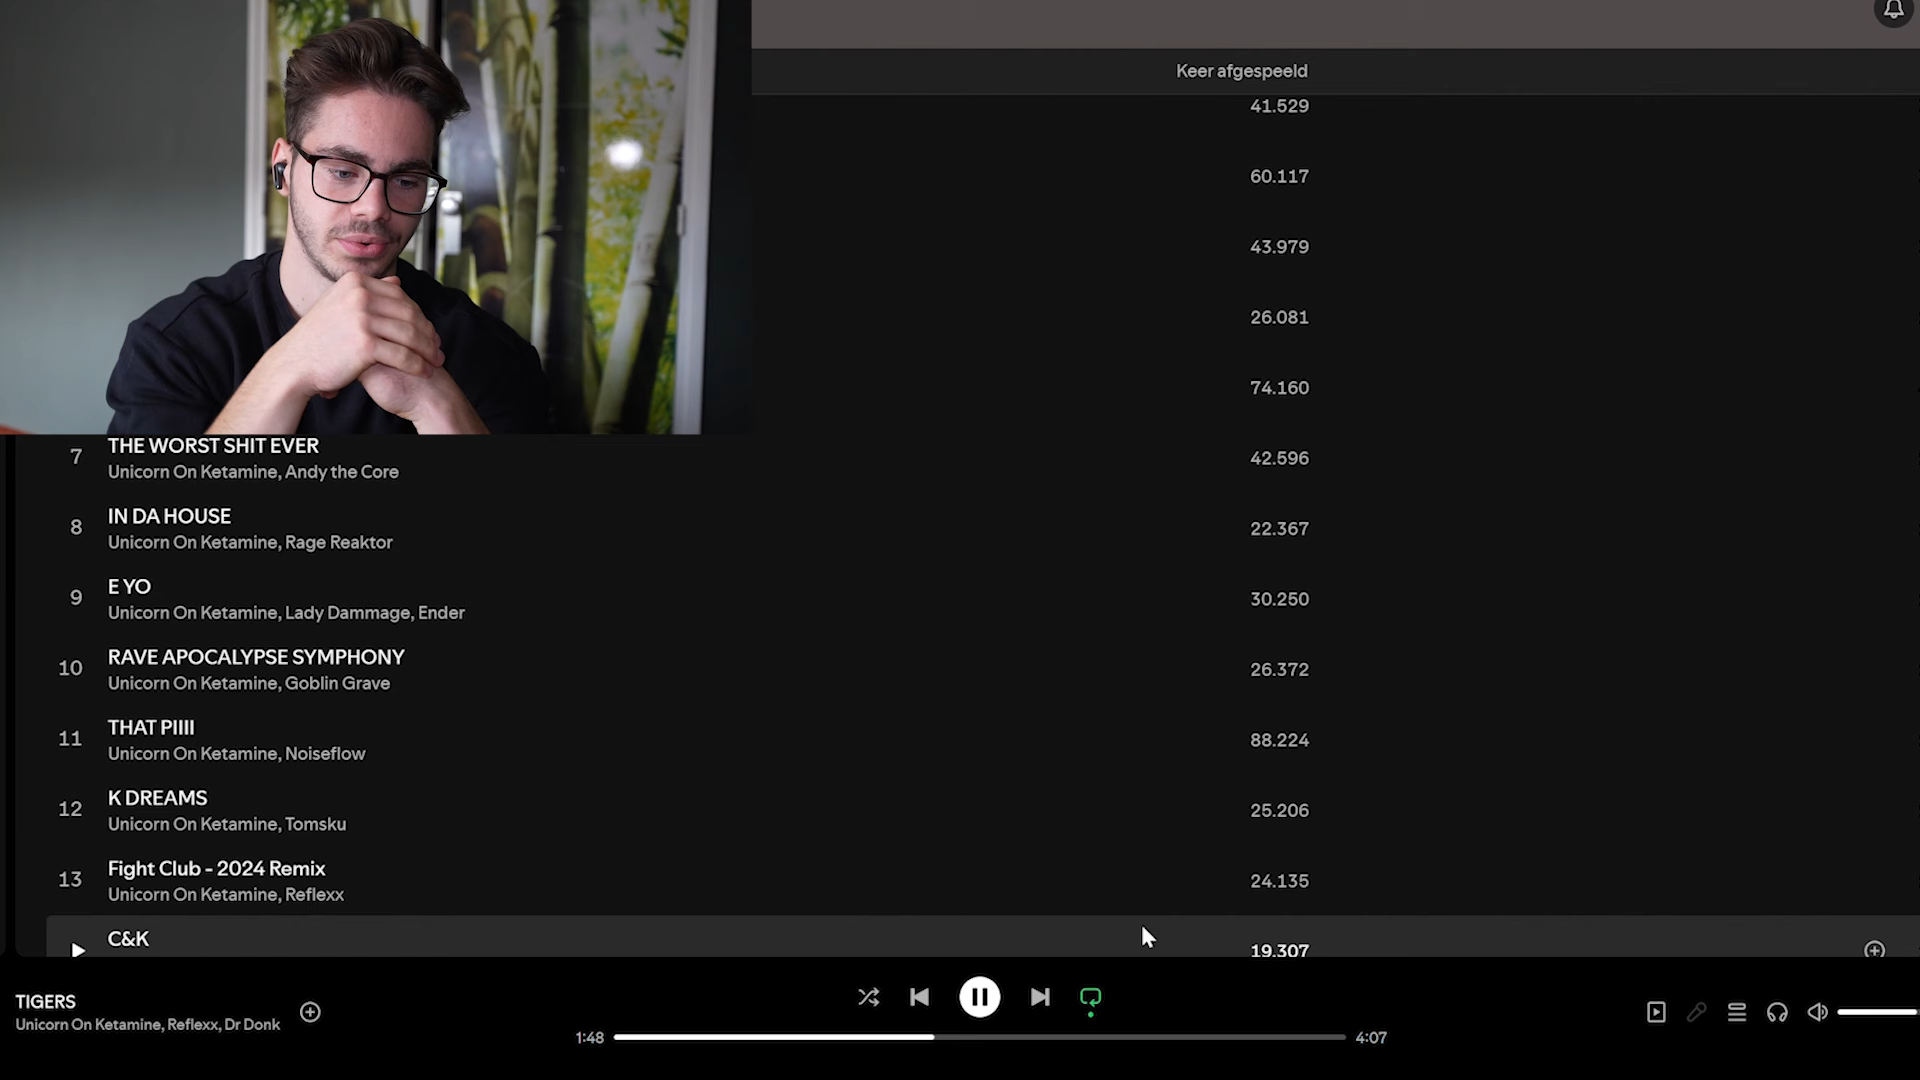 Keer afgespeeld
41.529
60.117
43.979
26.081
74.160
7
THE WORST SHIT EVER
Unicorn On Ketamine, Andy the Core
42.596
8
IN DA HOUSE
Unicorn On Ketamine, Rage Reaktor
22.367
9
E YO
Unicorn On Ketamine, Lady Dammage, Ender
30.250
10
RAVE APOCALYPSE SYMPHONY
Unicorn On Ketamine, Goblin Grave
26.372
11
THAT PIIII
Unicorn On Ketamine, Noiseflow
88.224
12
K DREAMS
Unicorn On Ketamine, Tomsku
25.206
13
Fight Club - 2024 Remix
Unicorn On Ketamine, Reflexx
24.135
C&K
19.307
TIGERS
Unicorn On Ketamine, Reflexx, Dr Donk
1:48
4:07